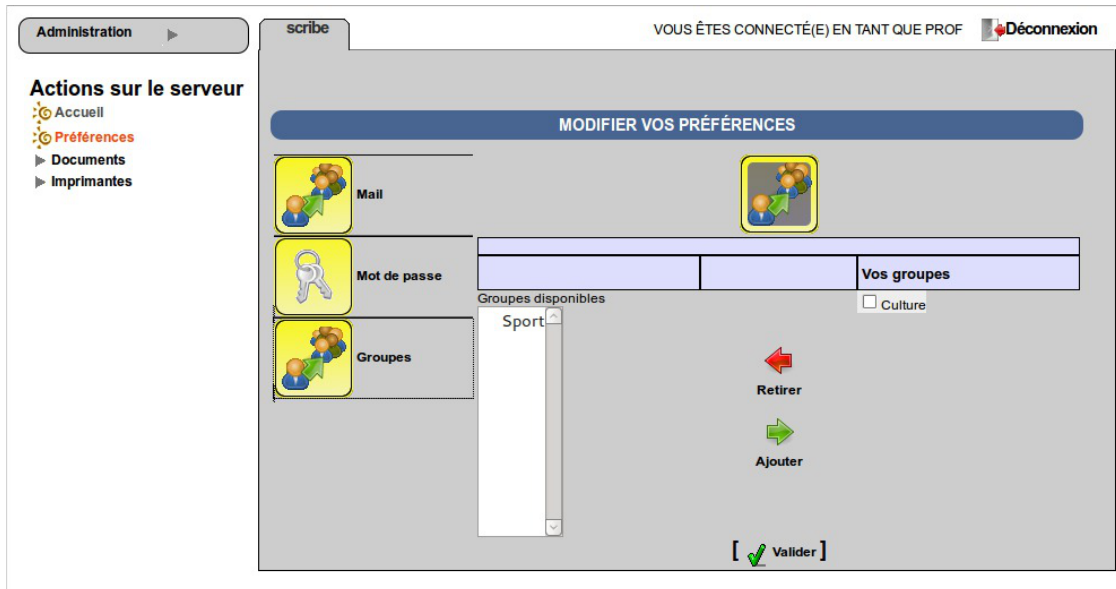 Administration
scribe
VOUS ÊTES CONNECTÉ(E) EN TANT QUE PROF
Déconnexion
Actions sur le serveur
Accueil
Préférences
Documents
Imprimantes
MODIFIER VOS PRÉFÉRENCES
Mail
Mot de passe
Groupes
Vos groupes
Groupes disponibles
Sport
Culture
Retirer
Ajouter
[ Valider ]